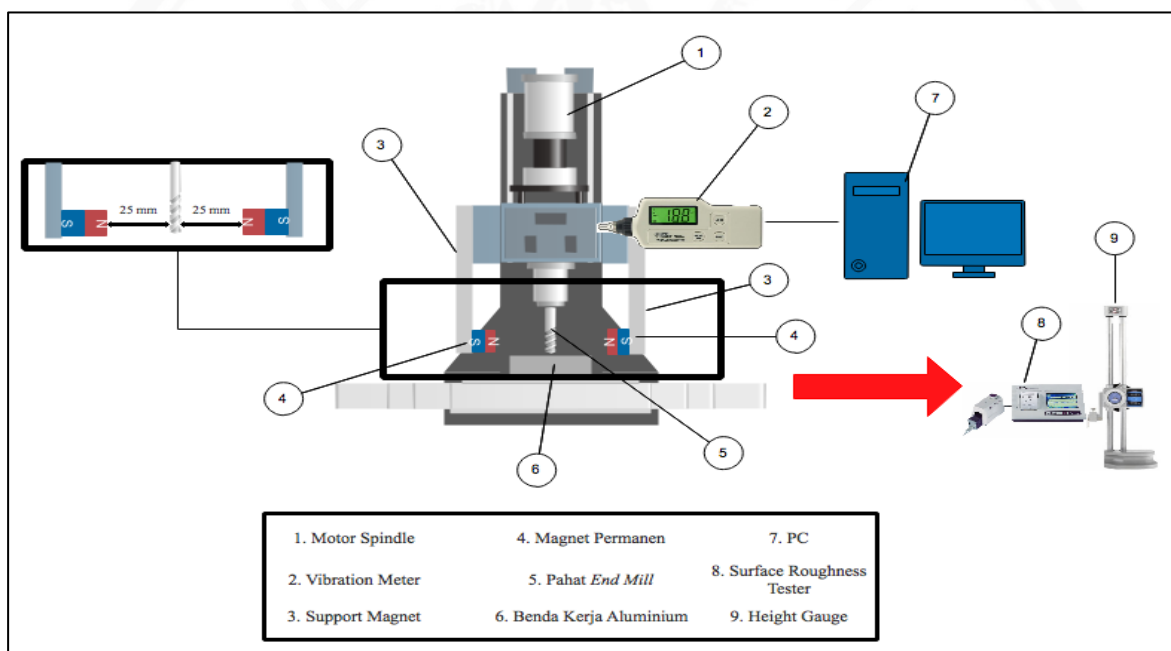 1
2
7
3
S
N
25 mm
25 mm
N
S
188
9
3
8
S
N
N
S
4
4
6
5
1. Motor Spindle
4. Magnet Permanen
7. PC
2. Vibration Meter
5. Pahat End Mill
8. Surface Roughness
Tester
3. Support Magnet
6. Benda Kerja Aluminium
9. Height Gauge